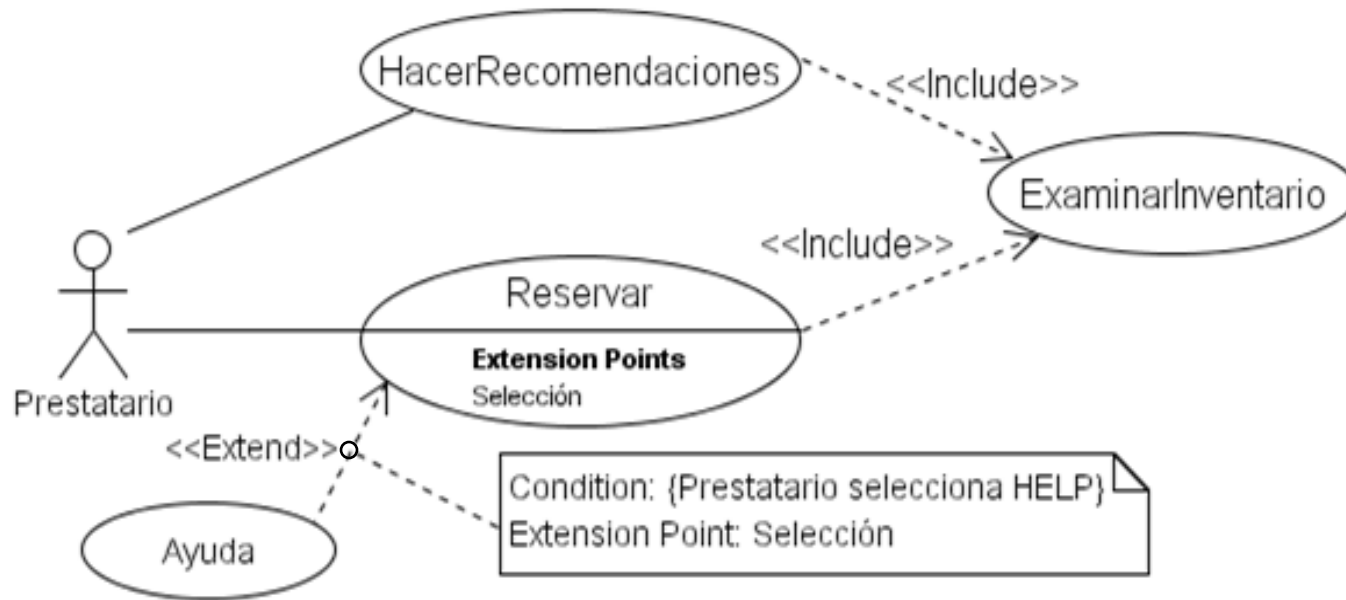 HacerRecomendaciones
<<Include>>
ExaminarInventario
<<Include>>
Reservar
Extension Points
Selección
Prestatario
<<Extend>>
Condition: {Prestatario selecciona HELP}
Extension Point: Selección
Ayuda